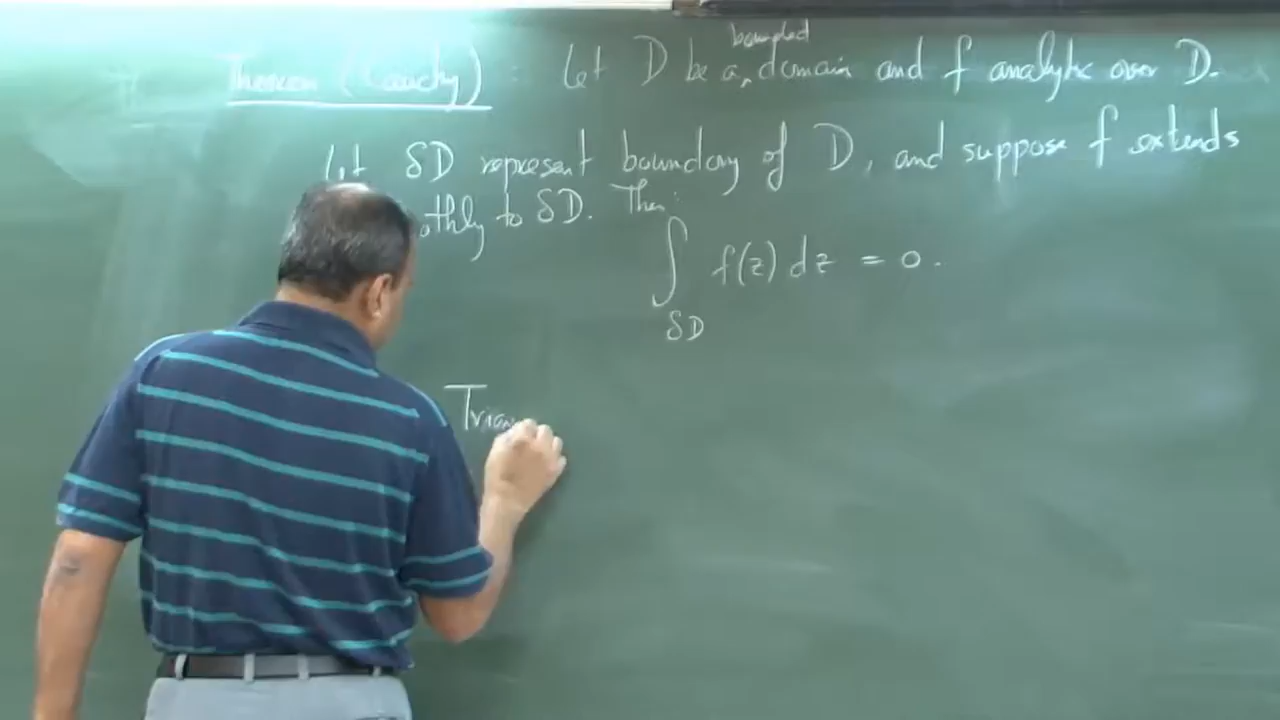 Theorem (Cauchy) : Let D be a bounded domain and f analytic over D.
Let δD represent boundary of D, and suppose f extends
othly to δD. Then:
∫ f(z) dz = 0.
δD
Trian